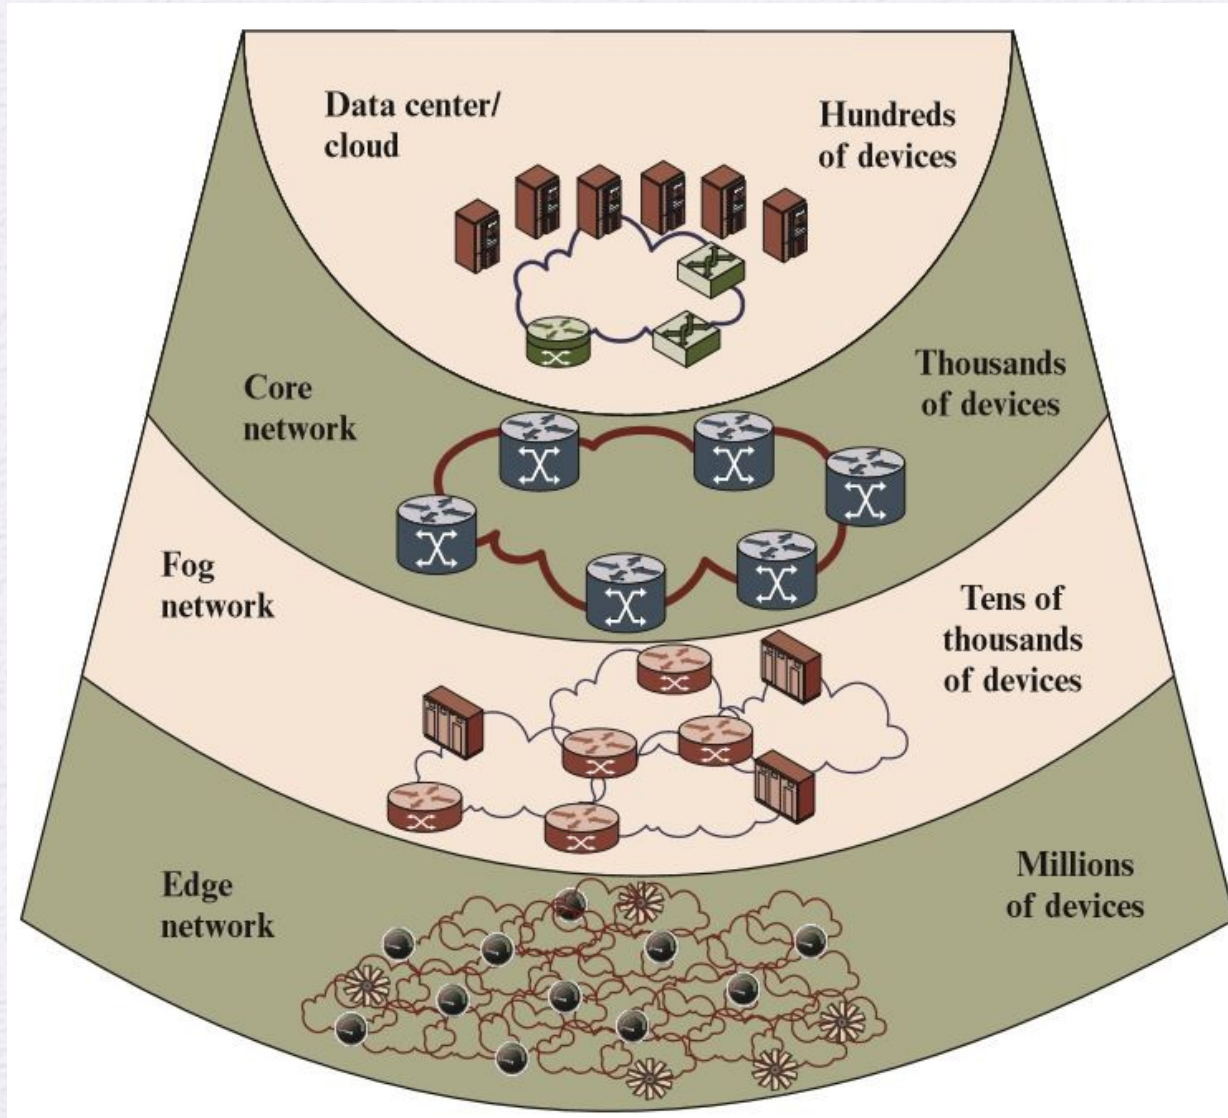 Data center/
cloud
Hundreds
of devices
Core
network
Thousands
of devices
Fog
network
Tens of
thousands
of devices
Edge
network
Millions
of devices